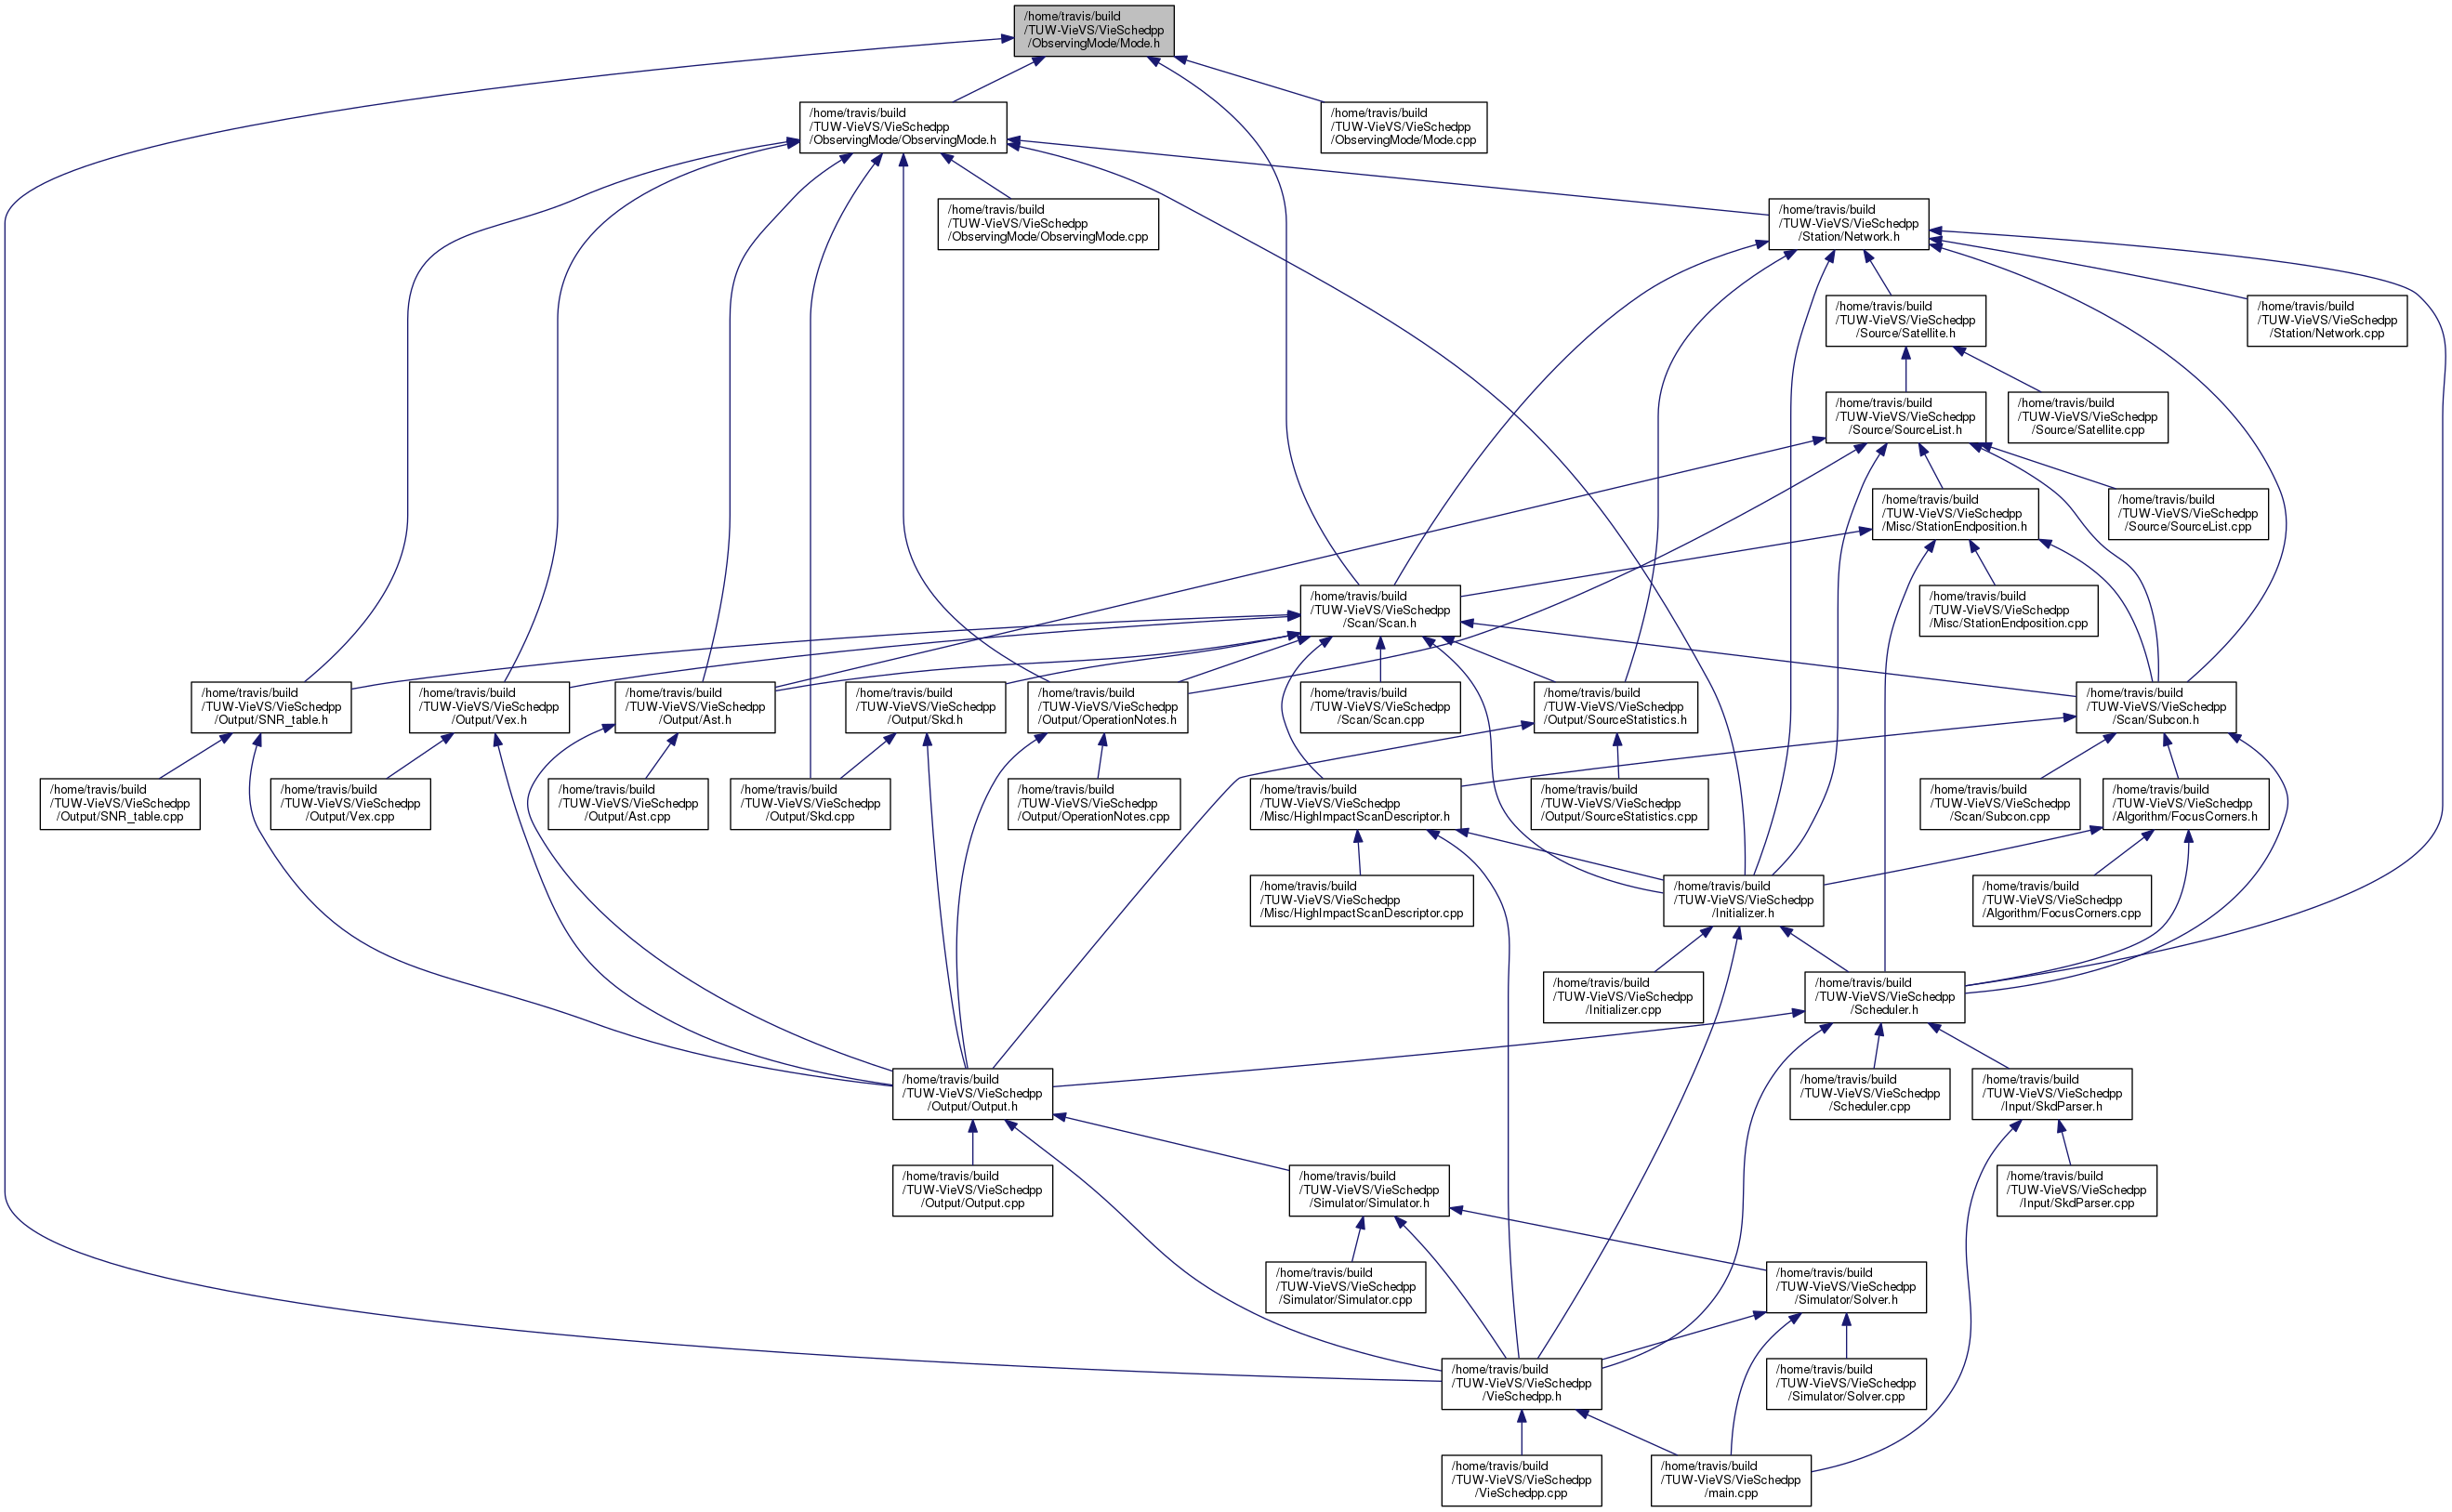 /home/travis/build
/TUW-VieVS/VieSchedpp
/ObservingMode/Mode.h
/home/travis/build
/TUW-VieVS/VieSchedpp
/ObservingMode/ObservingMode.h
/home/travis/build
/TUW-VieVS/VieSchedpp
/ObservingMode/Mode.cpp
/home/travis/build
/TUW-VieVS/VieSchedpp
/ObservingMode/ObservingMode.cpp
/home/travis/build
/TUW-VieVS/VieSchedpp
/Station/Network.h
/home/travis/build
/TUW-VieVS/VieSchedpp
/Source/Satellite.h
/home/travis/build
/TUW-VieVS/VieSchedpp
/Station/Network.cpp
/home/travis/build
/TUW-VieVS/VieSchedpp
/Source/SourceList.h
/home/travis/build
/TUW-VieVS/VieSchedpp
/Source/Satellite.cpp
/home/travis/build
/TUW-VieVS/VieSchedpp
/Misc/StationEndposition.h
/home/travis/build
/TUW-VieVS/VieSchedpp
/Source/SourceList.cpp
/home/travis/build
/TUW-VieVS/VieSchedpp
/Scan/Scan.h
/home/travis/build
/TUW-VieVS/VieSchedpp
/Misc/StationEndposition.cpp
/home/travis/build
/TUW-VieVS/VieSchedpp
/Output/SNR_table.h
/home/travis/build
/TUW-VieVS/VieSchedpp
/Output/Vex.h
/home/travis/build
/TUW-VieVS/VieSchedpp
/Output/Ast.h
/home/travis/build
/TUW-VieVS/VieSchedpp
/Output/Skd.h
/home/travis/build
/TUW-VieVS/VieSchedpp
/Output/OperationNotes.h
/home/travis/build
/TUW-VieVS/VieSchedpp
/Scan/Scan.cpp
/home/travis/build
/TUW-VieVS/VieSchedpp
/Output/SourceStatistics.h
/home/travis/build
/TUW-VieVS/VieSchedpp
/Scan/Subcon.h
/home/travis/build
/TUW-VieVS/VieSchedpp
/Output/SNR_table.cpp
/home/travis/build
/TUW-VieVS/VieSchedpp
/Output/Vex.cpp
/home/travis/build
/TUW-VieVS/VieSchedpp
/Output/Ast.cpp
/home/travis/build
/TUW-VieVS/VieSchedpp
/Output/Skd.cpp
/home/travis/build
/TUW-VieVS/VieSchedpp
/Output/OperationNotes.cpp
/home/travis/build
/TUW-VieVS/VieSchedpp
/Misc/HighImpactScanDescriptor.h
/home/travis/build
/TUW-VieVS/VieSchedpp
/Output/SourceStatistics.cpp
/home/travis/build
/TUW-VieVS/VieSchedpp
/Scan/Subcon.cpp
/home/travis/build
/TUW-VieVS/VieSchedpp
/Algorithm/FocusCorners.h
/home/travis/build
/TUW-VieVS/VieSchedpp
/Misc/HighImpactScanDescriptor.cpp
/home/travis/build
/TUW-VieVS/VieSchedpp
/Initializer.h
/home/travis/build
/TUW-VieVS/VieSchedpp
/Algorithm/FocusCorners.cpp
/home/travis/build
/TUW-VieVS/VieSchedpp
/Initializer.cpp
/home/travis/build
/TUW-VieVS/VieSchedpp
/Scheduler.h
/home/travis/build
/TUW-VieVS/VieSchedpp
/Output/Output.h
/home/travis/build
/TUW-VieVS/VieSchedpp
/Scheduler.cpp
/home/travis/build
/TUW-VieVS/VieSchedpp
/Input/SkdParser.h
/home/travis/build
/TUW-VieVS/VieSchedpp
/Output/Output.cpp
/home/travis/build
/TUW-VieVS/VieSchedpp
/Simulator/Simulator.h
/home/travis/build
/TUW-VieVS/VieSchedpp
/Input/SkdParser.cpp
/home/travis/build
/TUW-VieVS/VieSchedpp
/Simulator/Simulator.cpp
/home/travis/build
/TUW-VieVS/VieSchedpp
/Simulator/Solver.h
/home/travis/build
/TUW-VieVS/VieSchedpp
/VieSchedpp.h
/home/travis/build
/TUW-VieVS/VieSchedpp
/Simulator/Solver.cpp
/home/travis/build
/TUW-VieVS/VieSchedpp
/VieSchedpp.cpp
/home/travis/build
/TUW-VieVS/VieSchedpp
/main.cpp